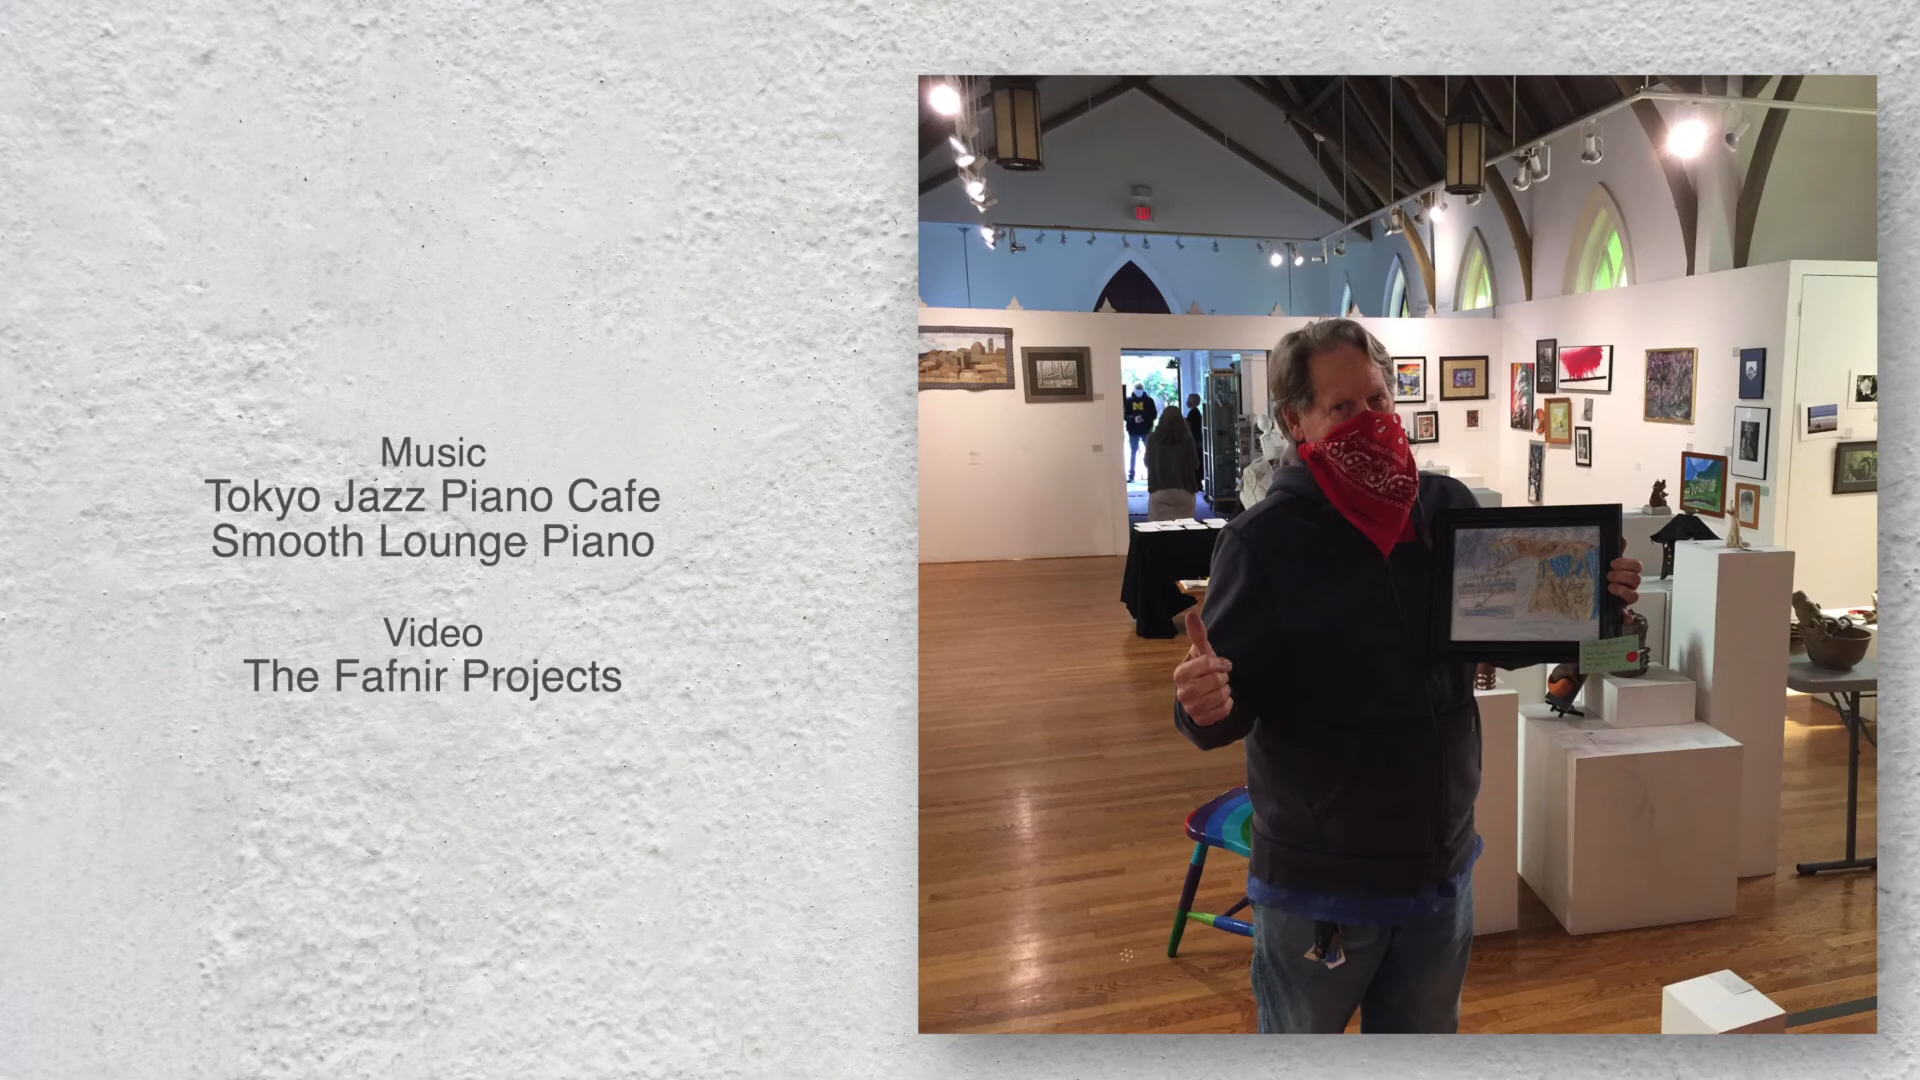 Music
Tokyo Jazz Piano Cafe
Smooth Lounge Piano
Video
The Fafnir Projects
M